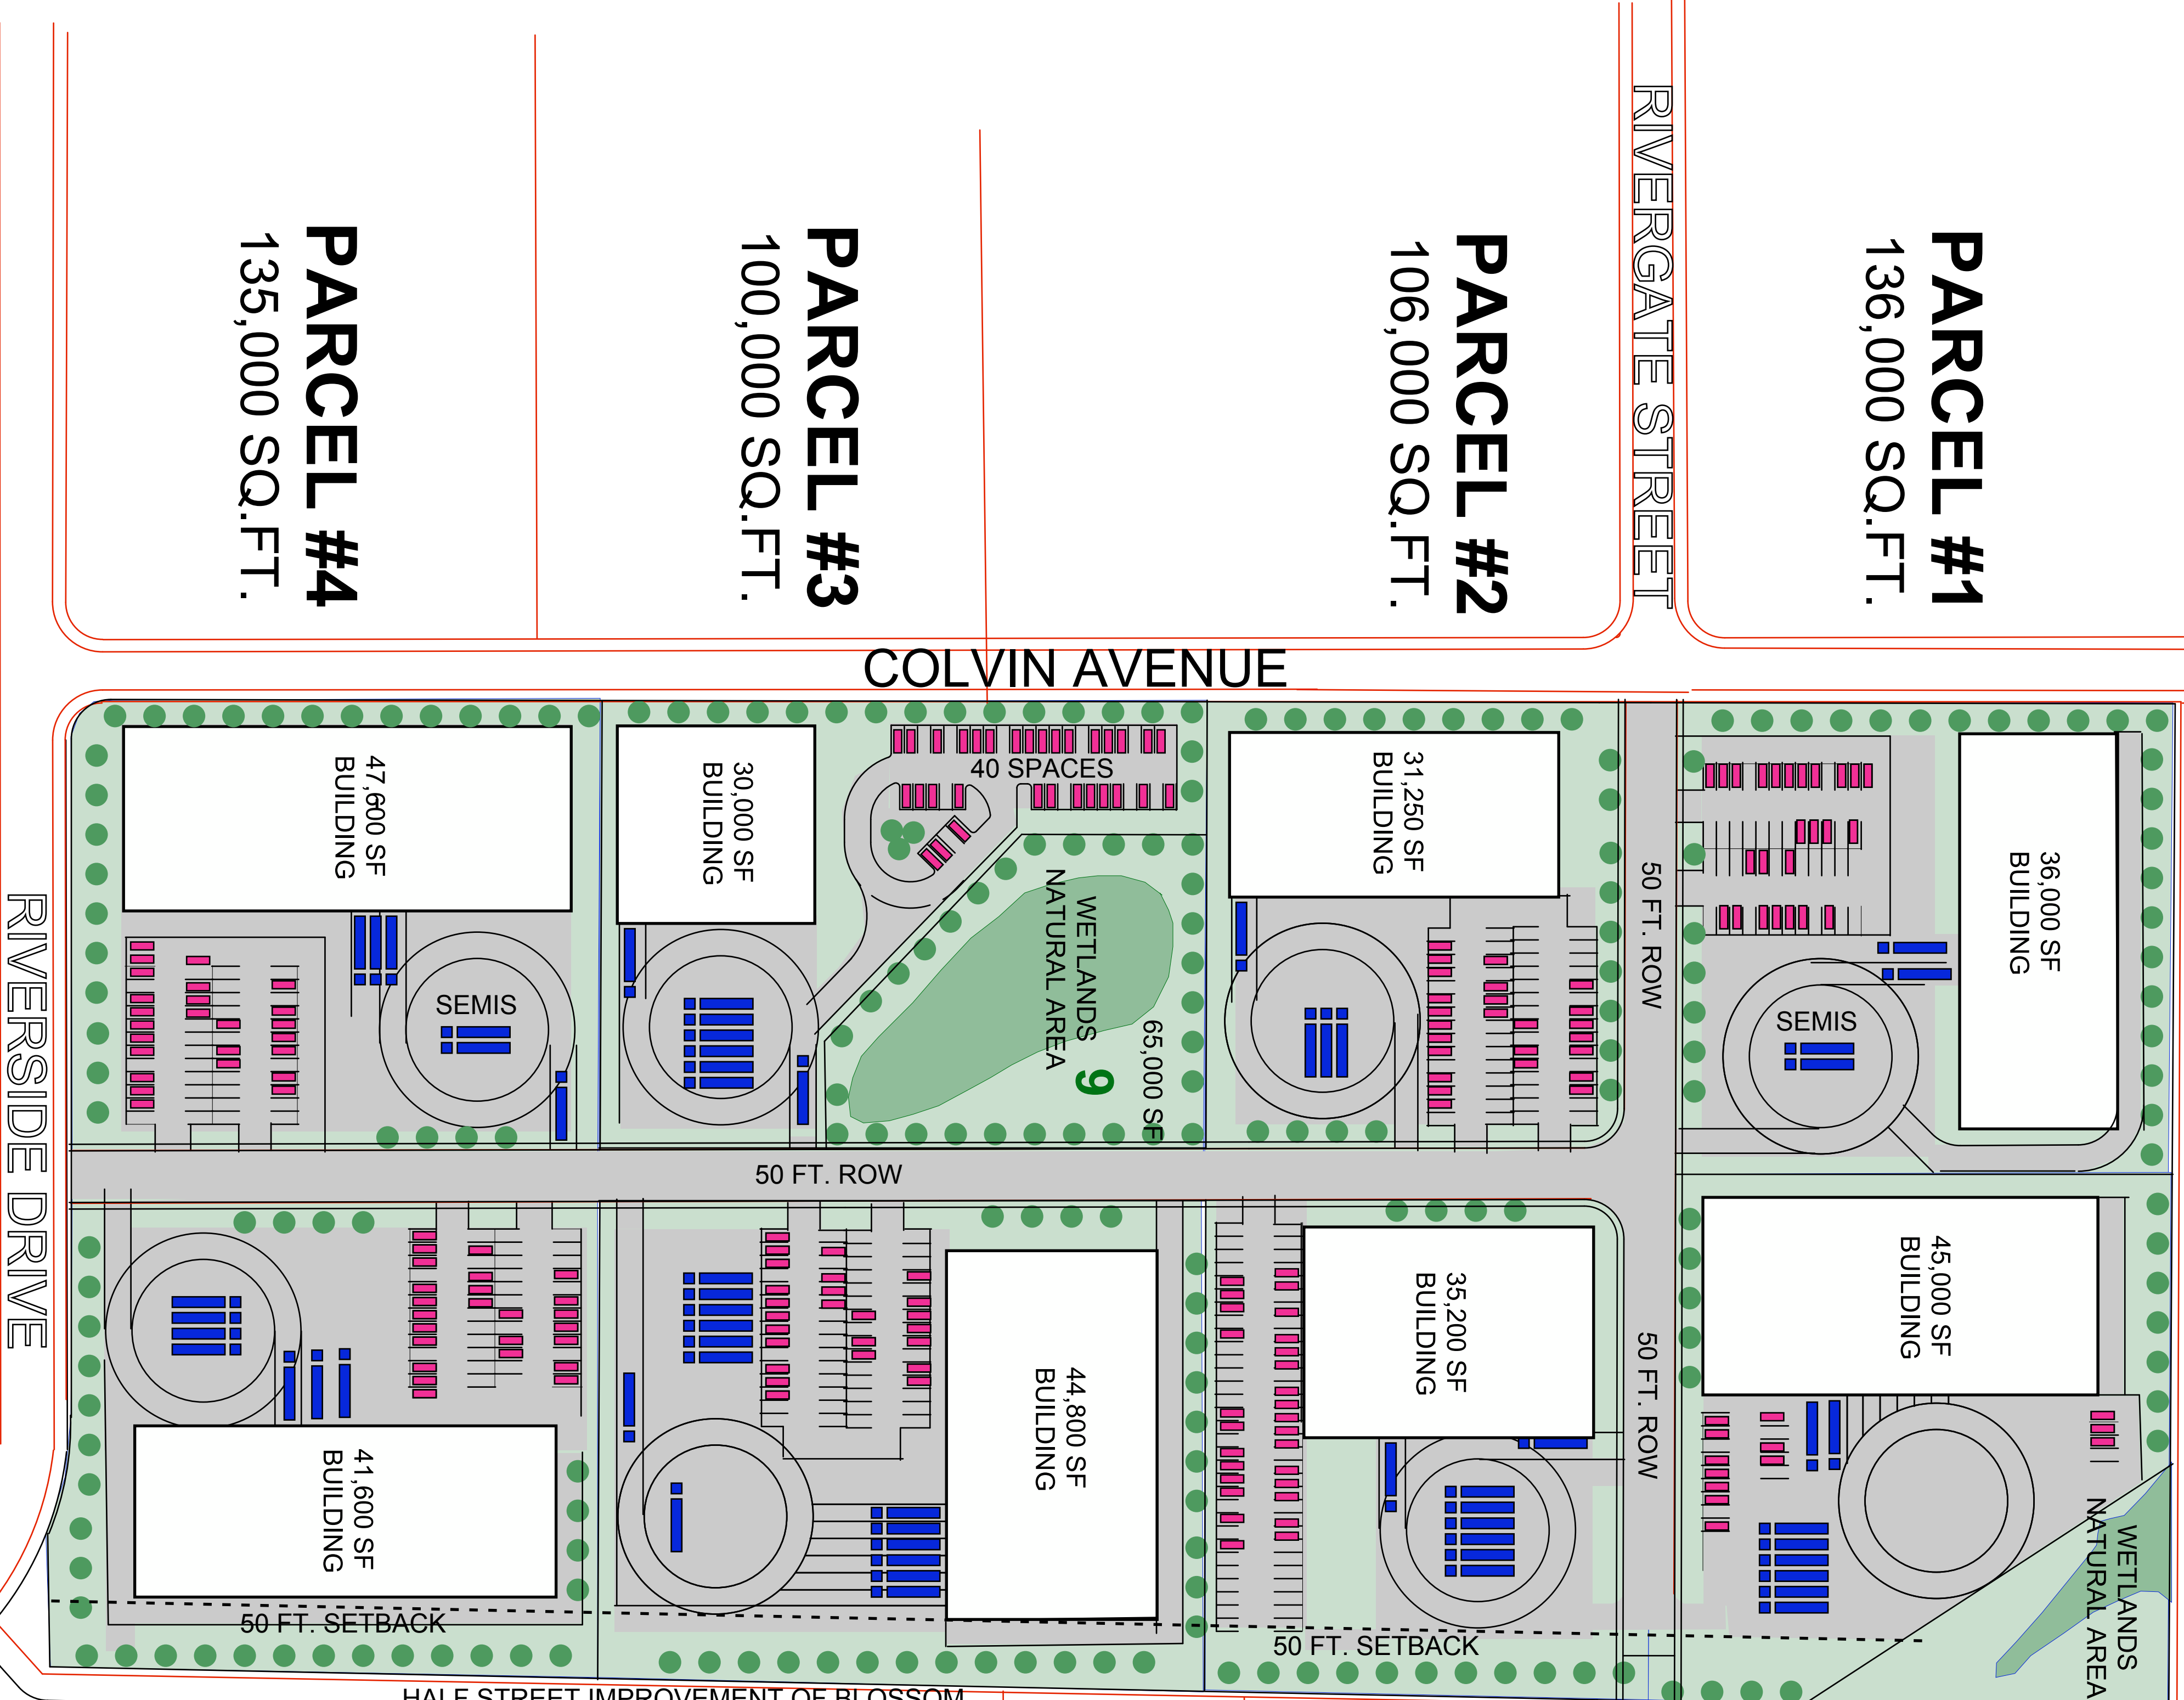 PARCEL #4
135,000 SQ.FT.
PARCEL #3
100,000 SQ.FT.
PARCEL #2
106,000 SQ.FT.
RIVERGATE STREET
PARCEL #1
136,000 SQ.FT.
COLVIN AVENUE
RIVERSIDE DRIVE
47,600 SF
BUILDING
SEMIS
30,000 SF
BUILDING
40 SPACES
WETLANDS
NATURAL AREA
9
65,000 SF
31,250 SF
BUILDING
50 FT. ROW
36,000 SF
BUILDING
SEMIS
50 FT. ROW
41,600 SF
BUILDING
50 FT. SETBACK
44,800 SF
BUILDING
35,200 SF
BUILDING
50 FT. SETBACK
50 FT. ROW
45,000 SF
BUILDING
WETLANDS
NATURAL AREA
HALF STREET IMPROVEMENT OF BLOSSOM